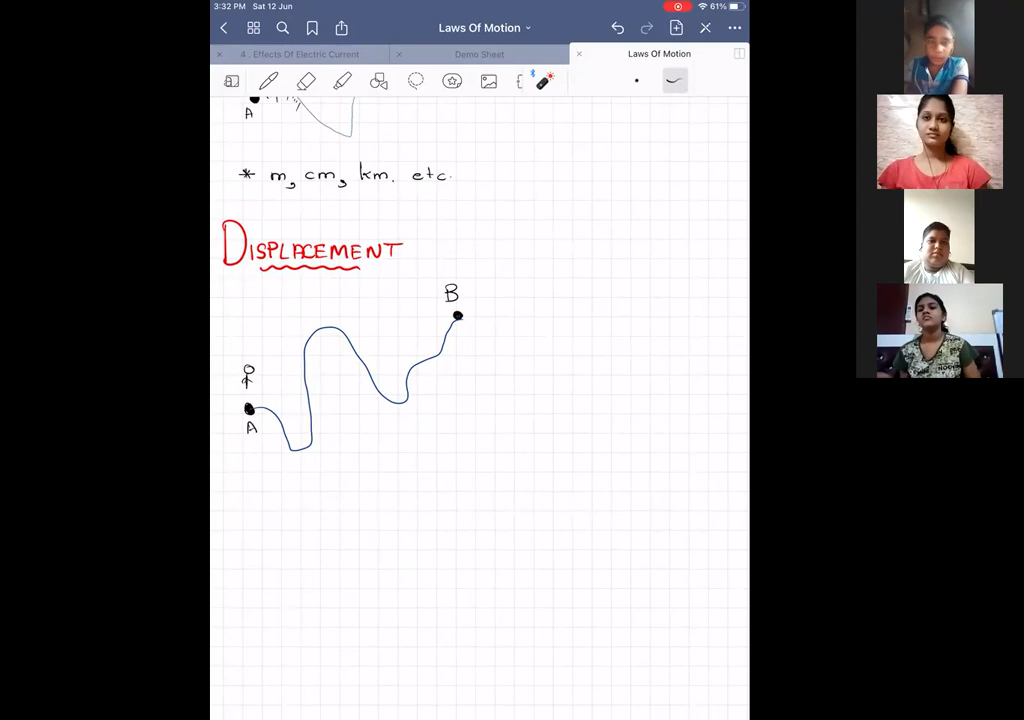 3:32 PM Sat 12 Jun
61%
Laws Of Motion
4 . Effects Of Electric Current
Demo Sheet
Laws Of Motion
A
* m, cm, km. etc.
DISPLACEMENT
B
A